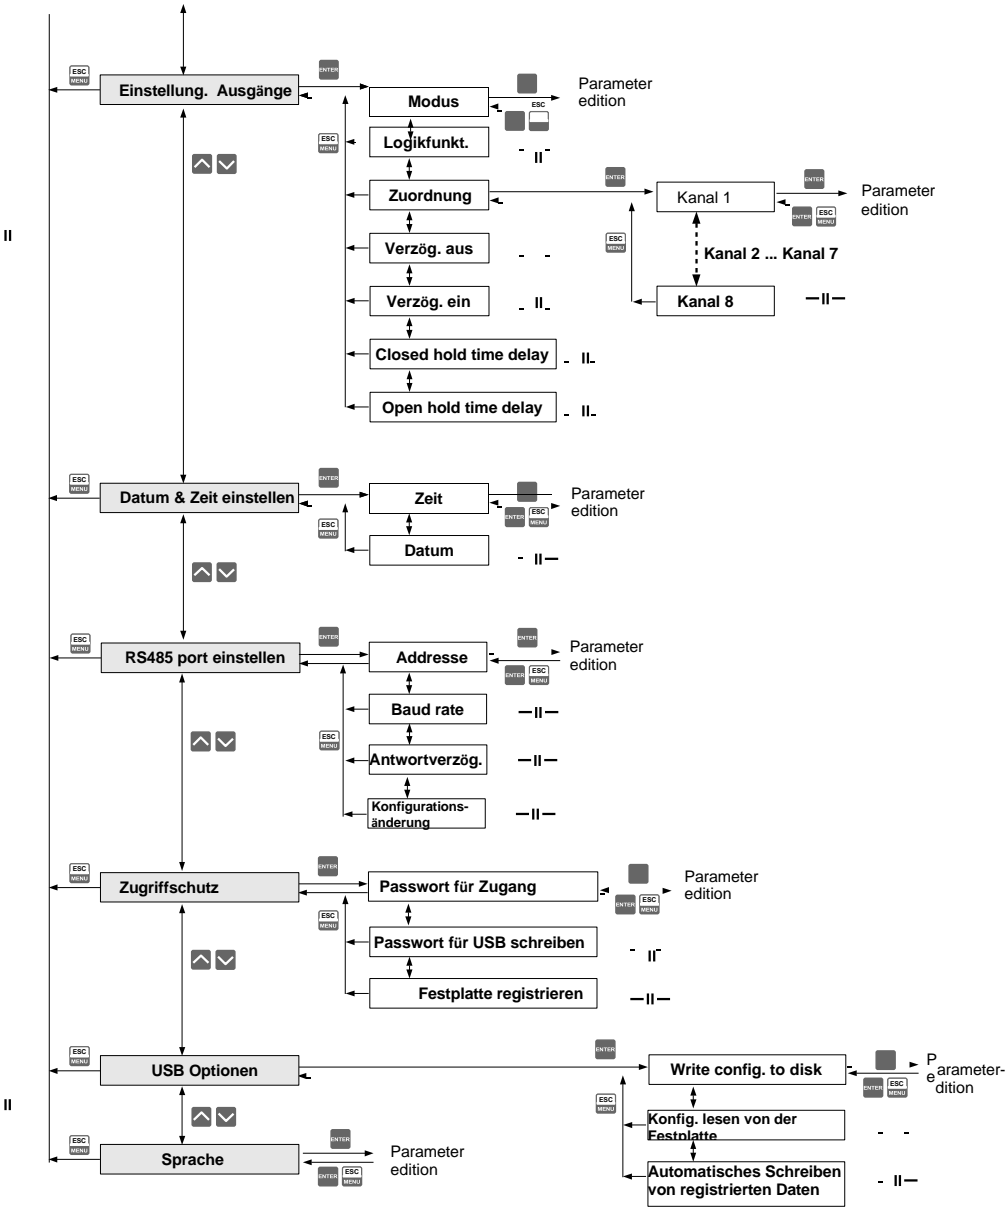 ESC
MENU
Einstellung. Ausgänge
ENTER
Modus
ESC
Parameter
edition
ESC
MENU
Logikfunkt.
- II -
Zuordnung
ENTER
Kanal 1
ENTER
ENTER
ESC
MENU
Parameter
edition
II
Verzög. aus
- -
ESC
MENU
Kanal 2 ... Kanal 7
Verzög. ein
- II -
Kanal 8
— II —
Closed hold time delay
- II -
Open hold time delay
- II -
ESC
MENU
Datum & Zeit einstellen
ENTER
Zeit
ENTER
ESC
MENU
Parameter
edition
ESC
MENU
Datum
- II —
ESC
MENU
RS485 port einstellen
ENTER
Addresse
ENTER
ENTER
ESC
MENU
Parameter
edition
Baud rate
— II —
ESC
MENU
Antwortverzög.
— II —
Konfigurations-
änderung
— II —
ESC
MENU
Zugriffschutz
ENTER
Passwort für Zugang
ENTER
ESC
MENU
Parameter
edition
ESC
MENU
Passwort für USB schreiben
- II -
Festplatte registrieren
— II —
ESC
MENU
USB Optionen
ENTER
Write config. to disk
ENTER
ESC
MENU
P
arameter-
e
dition
II
ESC
MENU
Konfig. lesen von der
Festplatte
- -
ESC
MENU
Sprache
ENTER
ENTER
ESC
MENU
Parameter
edition
Automatisches Schreiben
von registrierten Daten
- II —